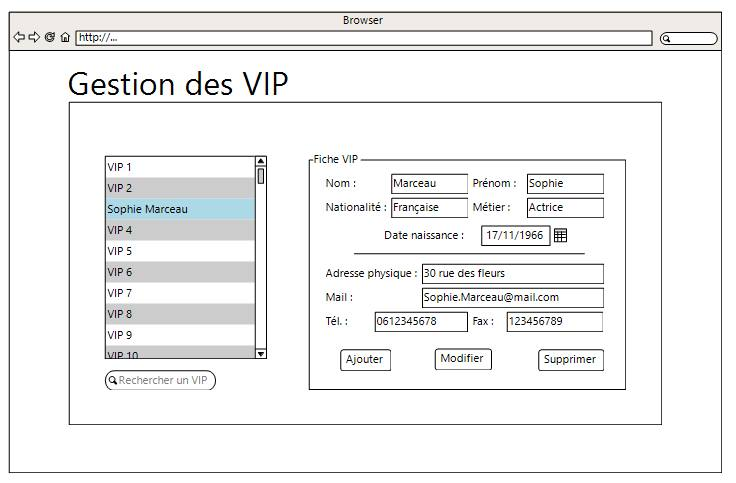 Browser
http://...
Gestion des VIP
VIP 1
VIP 2
Sophie Marceau
VIP 4
VIP 5
VIP 6
VIP 7
VIP 8
VIP 9
VIP 10
Rechercher un VIP
Fiche VIP
Nom : Marceau Prénom : Sophie
Nationalité : Française Métier : Actrice
Date naissance : 17/11/1966
Adresse physique : 30 rue des fleurs
Mail : Sophie.Marceau@mail.com
Tél. : 0612345678 Fax : 123456789
Ajouter Modifier Supprimer